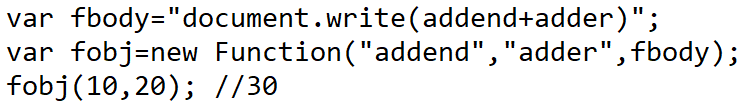 var fbody="document.write(addend+adder)";
var fobj=new Function("addend","adder",fbody);
fobj(10,20); //30